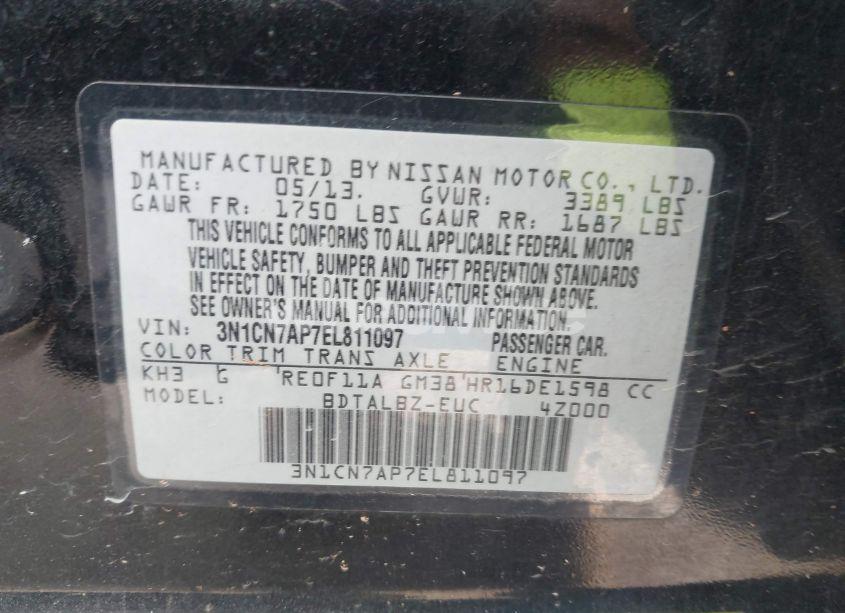 MANUFACTURED BY NISSAN MOTOR CO., LTD.
DATE: 05/13. GVWR: 3389 LBS
GAWR FR: 1750 LBS GAWR RR: 1687 LBS
THIS VEHICLE CONFORMS TO ALL APPLICABLE FEDERAL MOTOR
VEHICLE SAFETY, BUMPER AND THEFT PREVENTION STANDARDS
IN EFFECT ON THE DATE OF MANUFACTURE SHOWN ABOVE.
SEE OWNER'S MANUAL FOR ADDITIONAL INFORMATION.
VIN: 3N1CN7AP7EL811097 PASSENGER CAR.
COLOR TRIM TRANS AXLE ENGINE
KH3 G RE0F11A GM38 HR16DE1598 CC
MODEL: BDTALBZ-EUC 4Z000
3N1CN7AP7EL811097